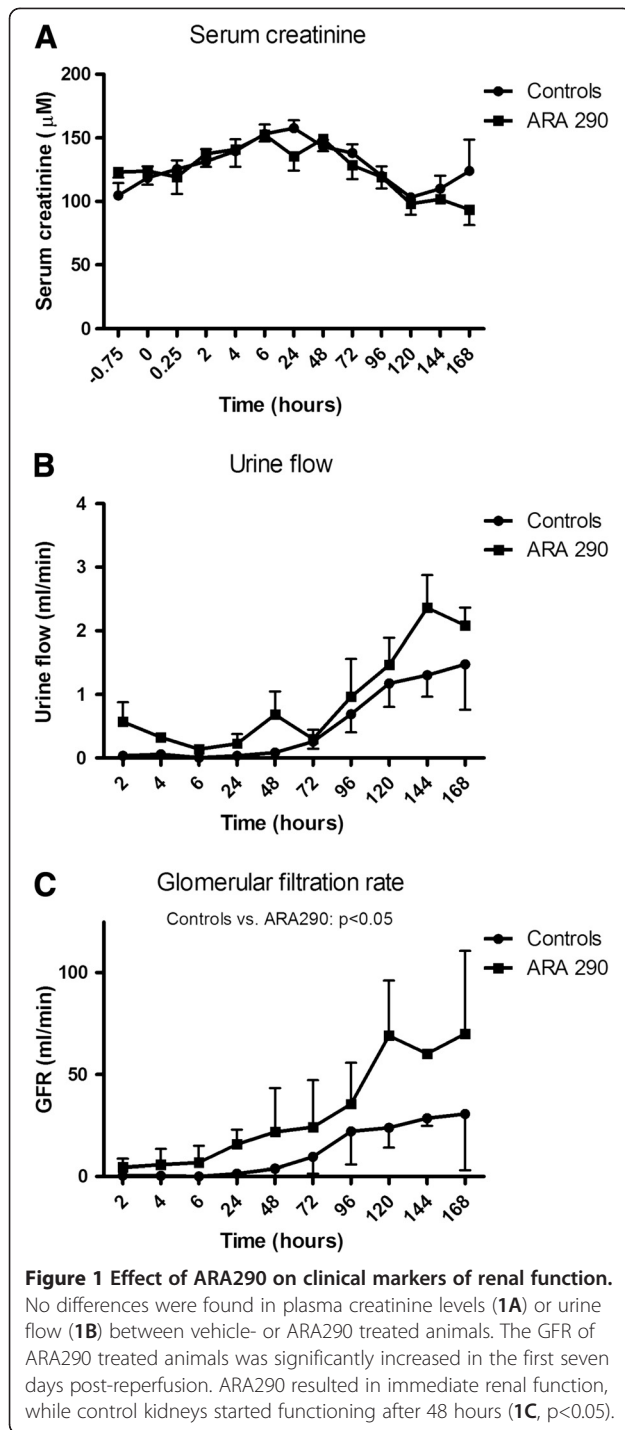 A
Serum creatinine
Controls
ARA 290
Serum creatinine ( μM)
200
150
100
50
0
-0.75
0
0.25
2
4
6
24
48
72
96
120
144
168
Time (hours)
B
Urine flow
Controls
ARA 290
Urine flow (ml/min)
4
3
2
1
0
2
4
6
24
48
72
96
120
144
168
Time (hours)
C
Glomerular filtration rate
Controls vs. ARA290: p<0.05
Controls
ARA 290
GFR (ml/min)
100
50
0
2
4
6
24
48
72
96
120
144
168
Time (hours)
Figure 1 Effect of ARA290 on clinical markers of renal function.
No differences were found in plasma creatinine levels (1A) or urine
flow (1B) between vehicle- or ARA290 treated animals. The GFR of
ARA290 treated animals was significantly increased in the first seven
days post-reperfusion. ARA290 resulted in immediate renal function,
while control kidneys started functioning after 48 hours (1C, p<0.05).